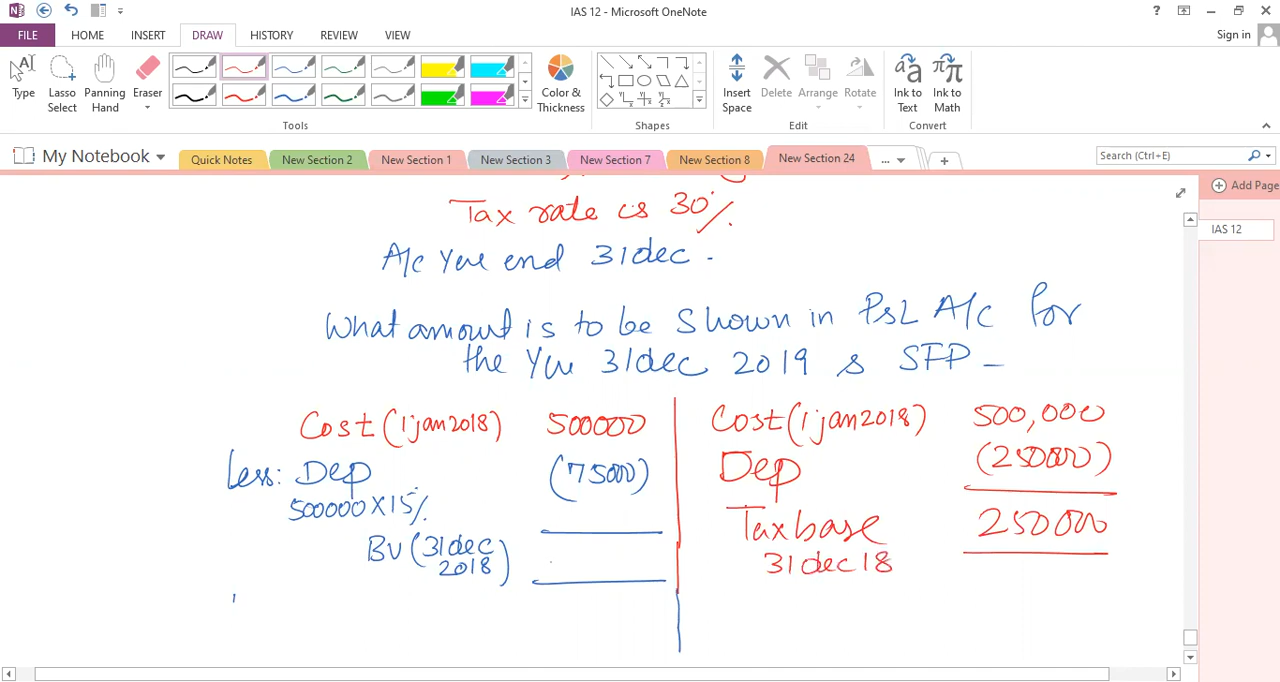 IAS 12 - Microsoft OneNote
Sign in
FILE HOME INSERT DRAW HISTORY REVIEW VIEW
Type
Lasso Select
Panning Hand
Eraser
Color & Thickness
Insert Space
Delete
Arrange
Rotate
Ink to Text
Ink to Math
Tools
Shapes
Edit
Convert
My Notebook
Quick Notes
New Section 2
New Section 1
New Section 3
New Section 7
New Section 8
New Section 24
...
Search (Ctrl+E)
Add Page
IAS 12
Tax rate is 30%.
A/c Year end 31dec.
What amount is to be shown in P&L A/c for
the Year 31dec 2019 & SFP -
Cost (1jan2018) 500000
Less: Dep (75000)
500000 X 15%
BV (31dec
2018)
Cost (1jan2018) 500,000
Dep (250000)
Taxbase 250000
31dec18